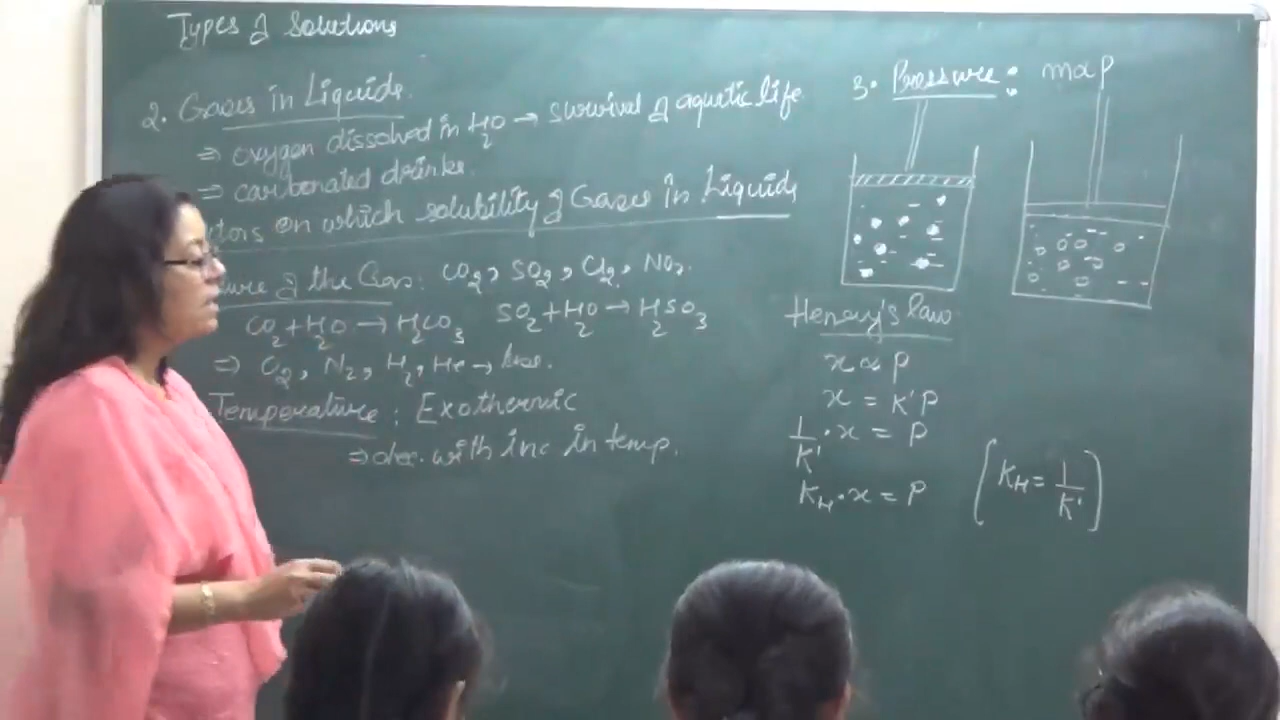 Types of Solutions
2. Gases in Liquids.
⇒ oxygen dissolved in H₂O → survival of aquatic life
⇒ carbonated drinks.
ctors on which solubility of Gases in Liquids
ture of the Gas: CO₂, SO₂, Cl₂, NO₂.
CO₂ + H₂O → H₂CO₃ SO₂ + H₂O → H₂SO₃
⇒ O₂, N₂, H₂, He → less.
Temperature: Exothermic
⇒ dec. with inc in temp.
3. Pressure: m∝P
Henry's law
x ∝ P
x = K'P
1/K' · x = P
K_H · x = P (K_H = 1/K')